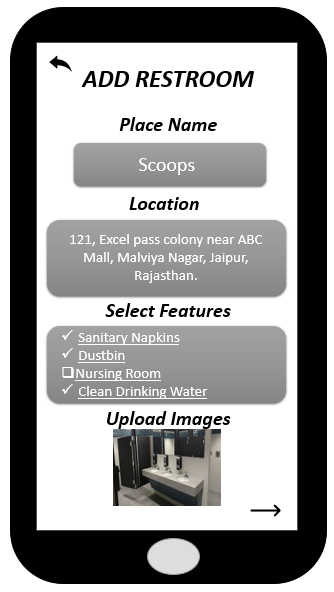 ADD RESTROOM
Place Name
Scoops
Location
121, Excel pass colony near ABC
Mall, Malviya Nagar, Jaipur,
Rajasthan.
Select Features
✓ Sanitary Napkins
✓ Dustbin
❑Nursing Room
✓ Clean Drinking Water
Upload Images